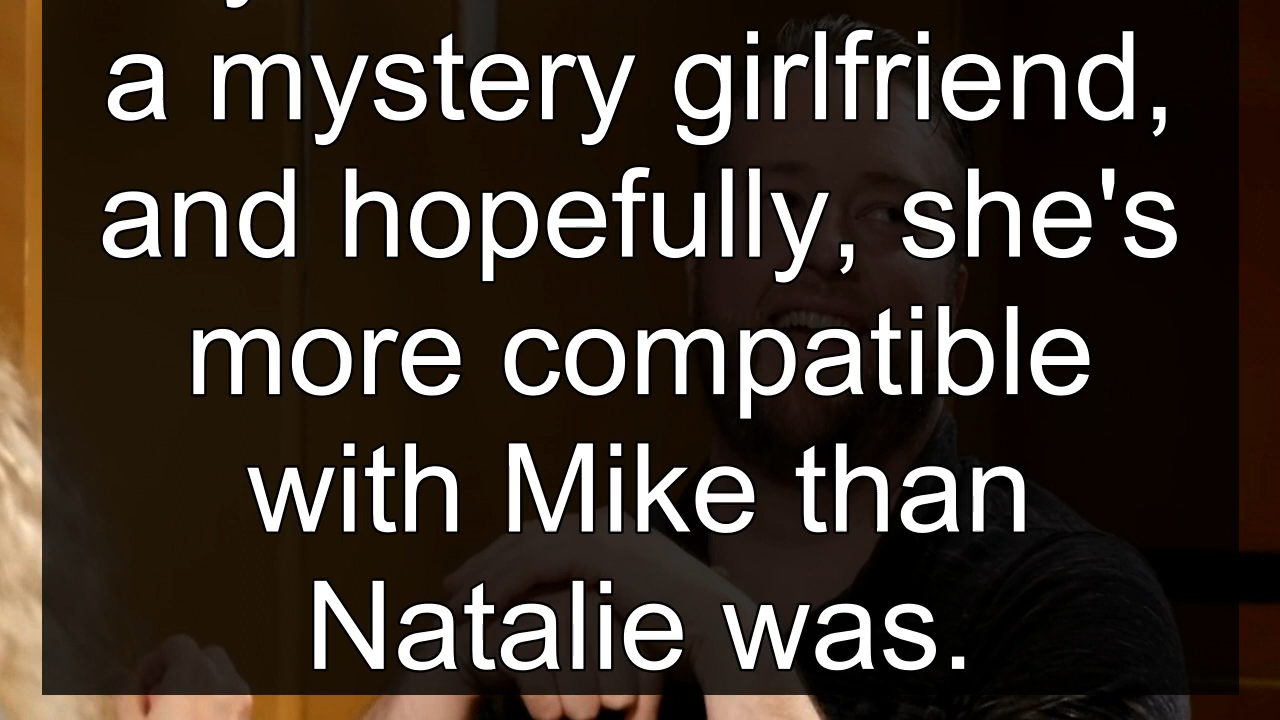 a mystery girlfriend,
and hopefully, she's
more compatible
with Mike than
Natalie was.